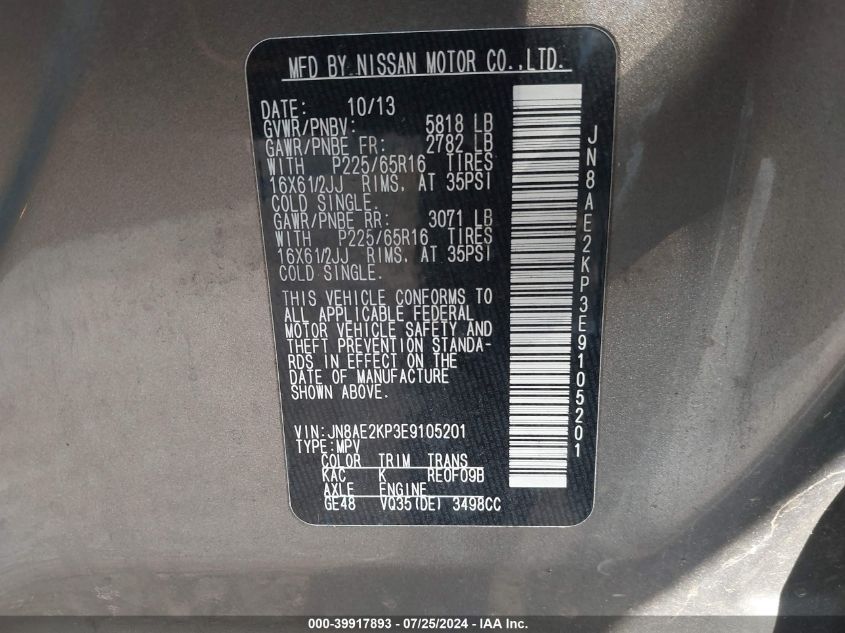 MFD BY NISSAN MOTOR CO.,LTD.
DATE: 10/13
GVWR/PNBV: 5818 LB
GAWR/PNBE FR: 2782 LB
WITH P225/65R16 TIRES
16X61/2JJ RIMS, AT 35PSI
COLD SINGLE.
GAWR/PNBE RR: 3071 LB
WITH P225/65R16 TIRES
16X61/2JJ RIMS, AT 35PSI
COLD SINGLE.
THIS VEHICLE CONFORMS TO
ALL APPLICABLE FEDERAL
MOTOR VEHICLE SAFETY AND
THEFT PREVENTION STANDA-
RDS IN EFFECT ON THE
DATE OF MANUFACTURE
SHOWN ABOVE.
VIN:JN8AE2KP3E9105201
TYPE:MPV
COLOR TRIM TRANS
KAC K RE0F09B
AXLE ENGINE
GE48 VQ35(DE) 3498CC
JN8AE2KP3E9105201
000-39917893 - 07/25/2024 - IAA Inc.